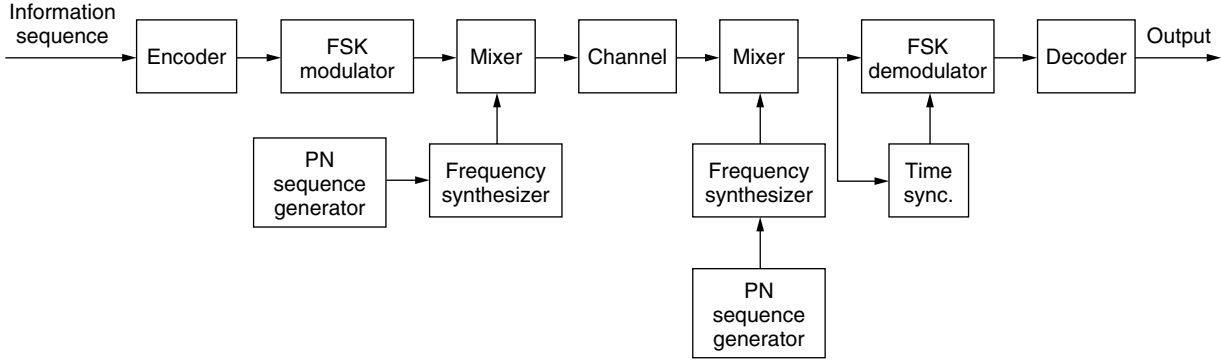 Information
sequence
Encoder
FSK
modulator
Mixer
Channel
Mixer
FSK
demodulator
Decoder
Output
PN
sequence
generator
Frequency
synthesizer
Frequency
synthesizer
Time
sync.
PN
sequence
generator